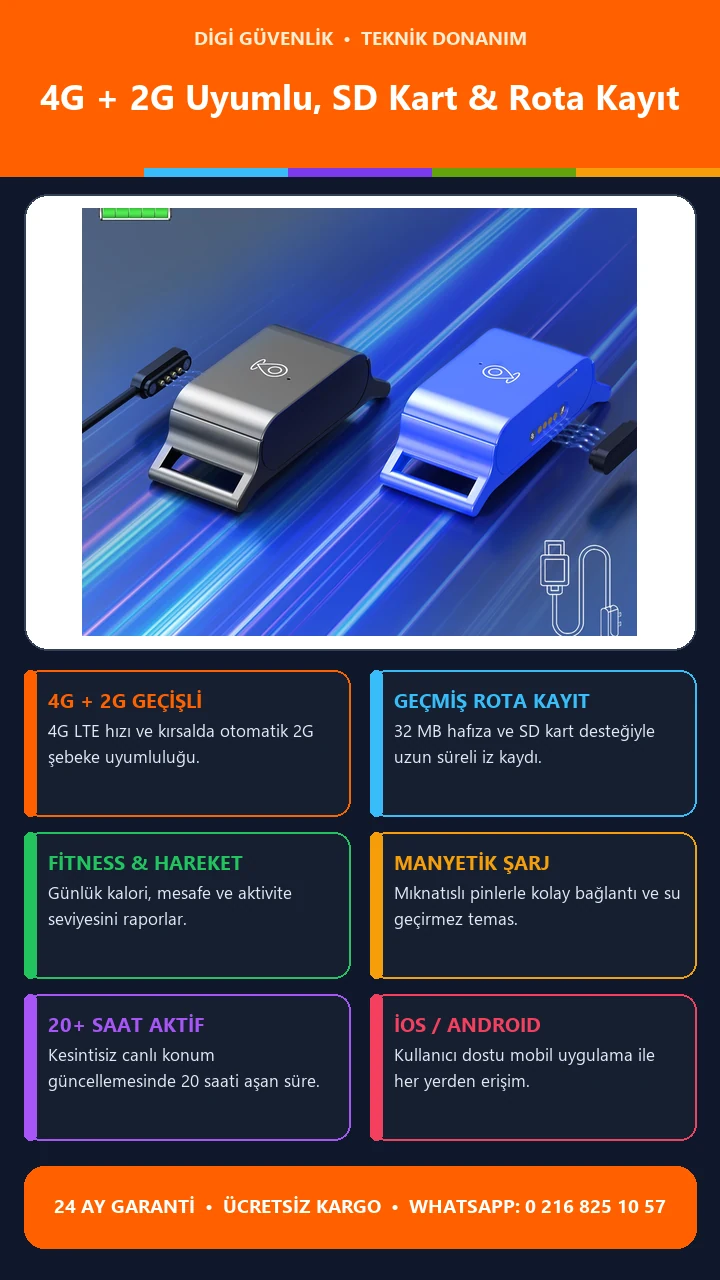 DİGİ GÜVENLİK • TEKNİK DONANIM
4G + 2G Uyumlu, SD Kart & Rota Kayıt
4G + 2G GEÇİŞLİ
4G LTE hızı ve kırsalda otomatik 2G
şebeke uyumluluğu.
GEÇMİŞ ROTA KAYIT
32 MB hafıza ve SD kart desteğiyle
uzun süreli iz kaydı.
FİTNESS & HAREKET
Günlük kalori, mesafe ve aktivite
seviyesini raporlar.
MANYETİK ŞARJ
Mıknatıslı pinlerle kolay bağlantı ve su
geçirmez temas.
20+ SAAT AKTİF
Kesintisiz canlı konum
güncellemesinde 20 saati aşan süre.
İOS / ANDROID
Kullanıcı dostu mobil uygulama ile
her yerden erişim.
24 AY GARANTİ • ÜCRETSİZ KARGO • WHATSAPP: 0 216 825 10 57